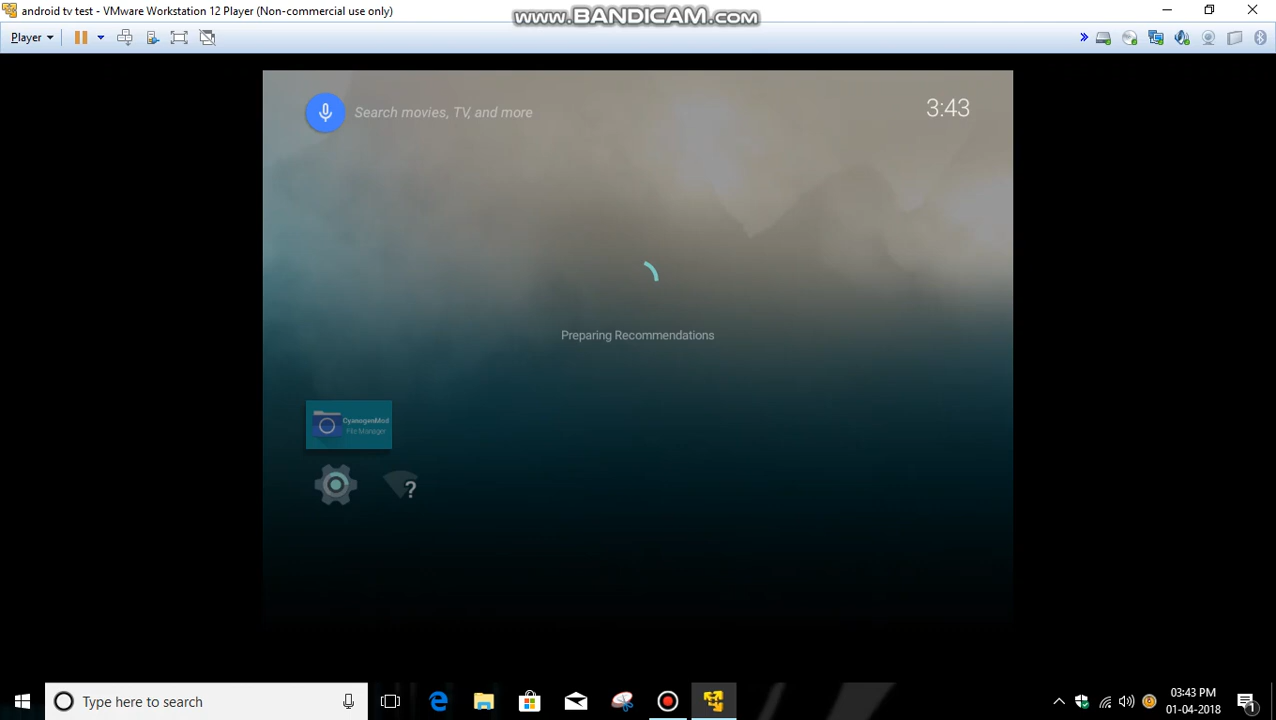 android tv test - VMware Workstation 12 Player (Non-commercial use only)
www.BANDICAM.com
Player
Search movies, TV, and more
3:43
Preparing Recommendations
CyanogenMod
File Manager
?
Type here to search
03:43 PM
01-04-2018
1